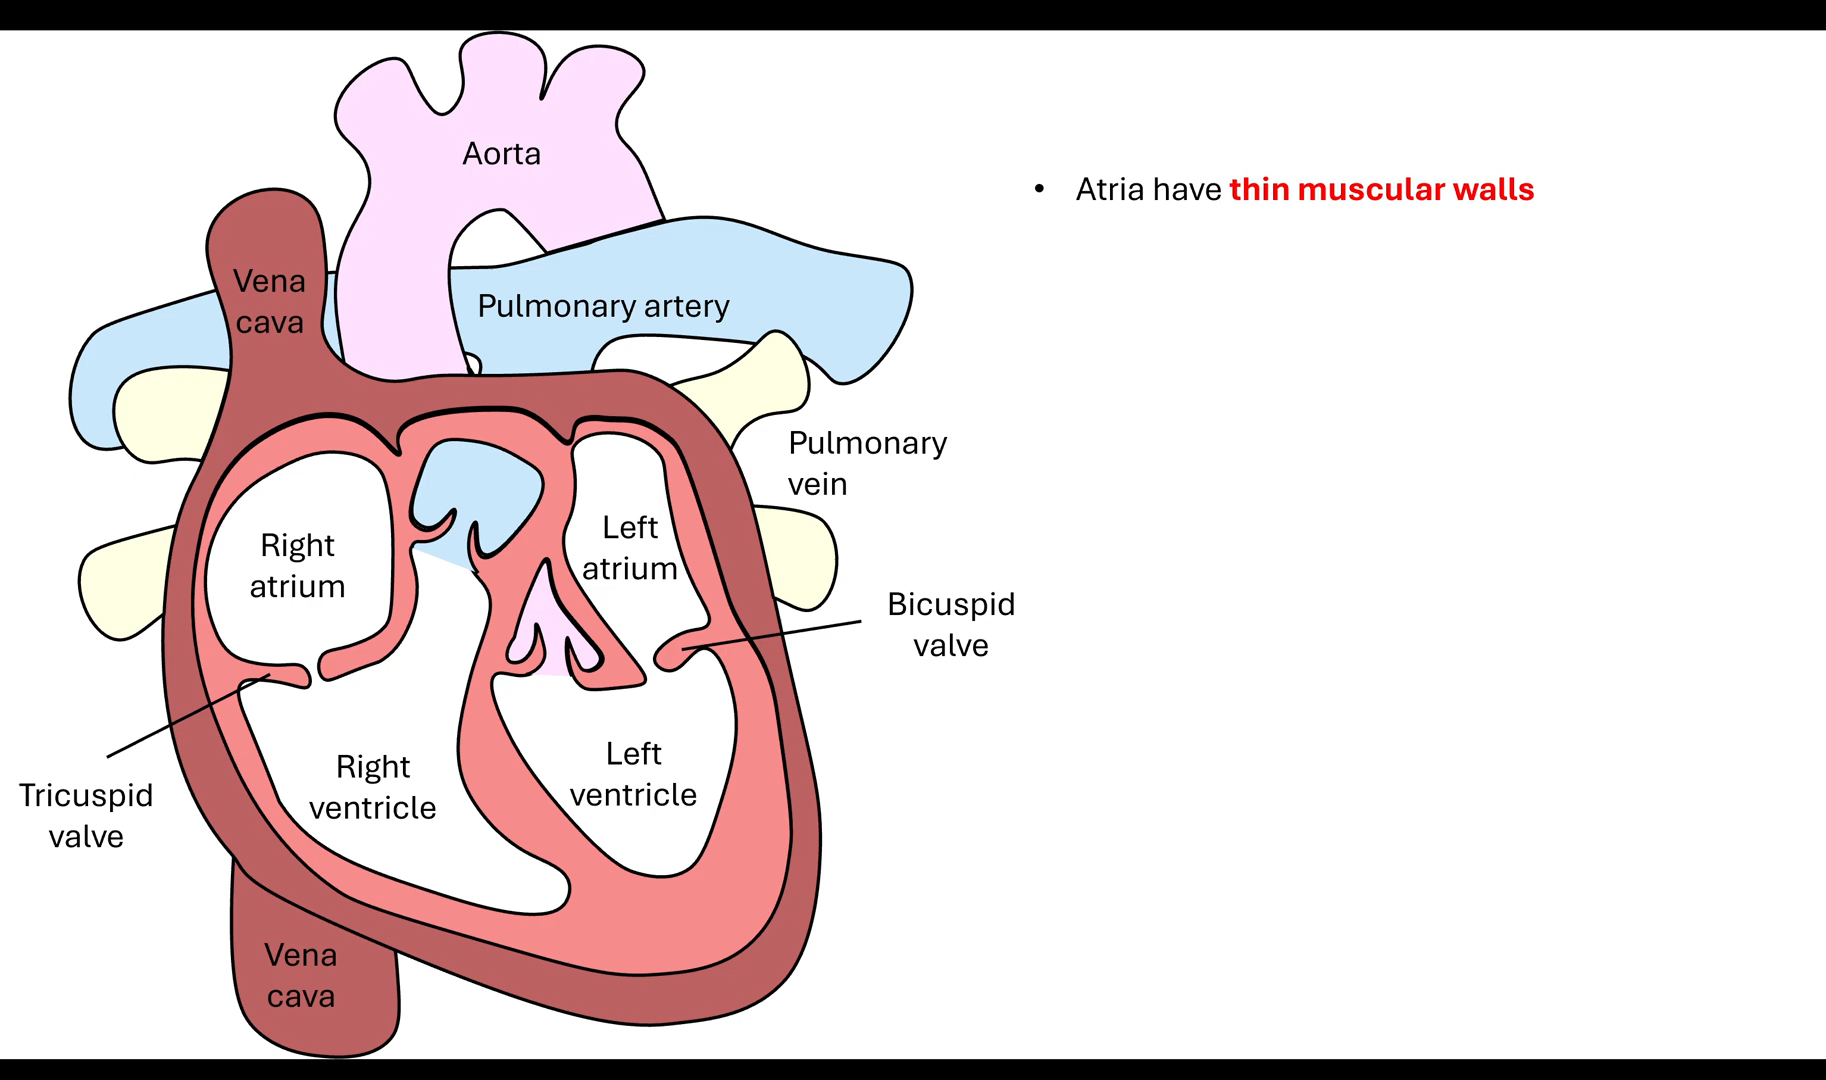 Aorta
• Atria have thin muscular walls
Vena
cava
Pulmonary artery
Pulmonary
vein
Right
atrium
Left
atrium
Bicuspid
valve
Tricuspid
valve
Right
ventricle
Left
ventricle
Vena
cava